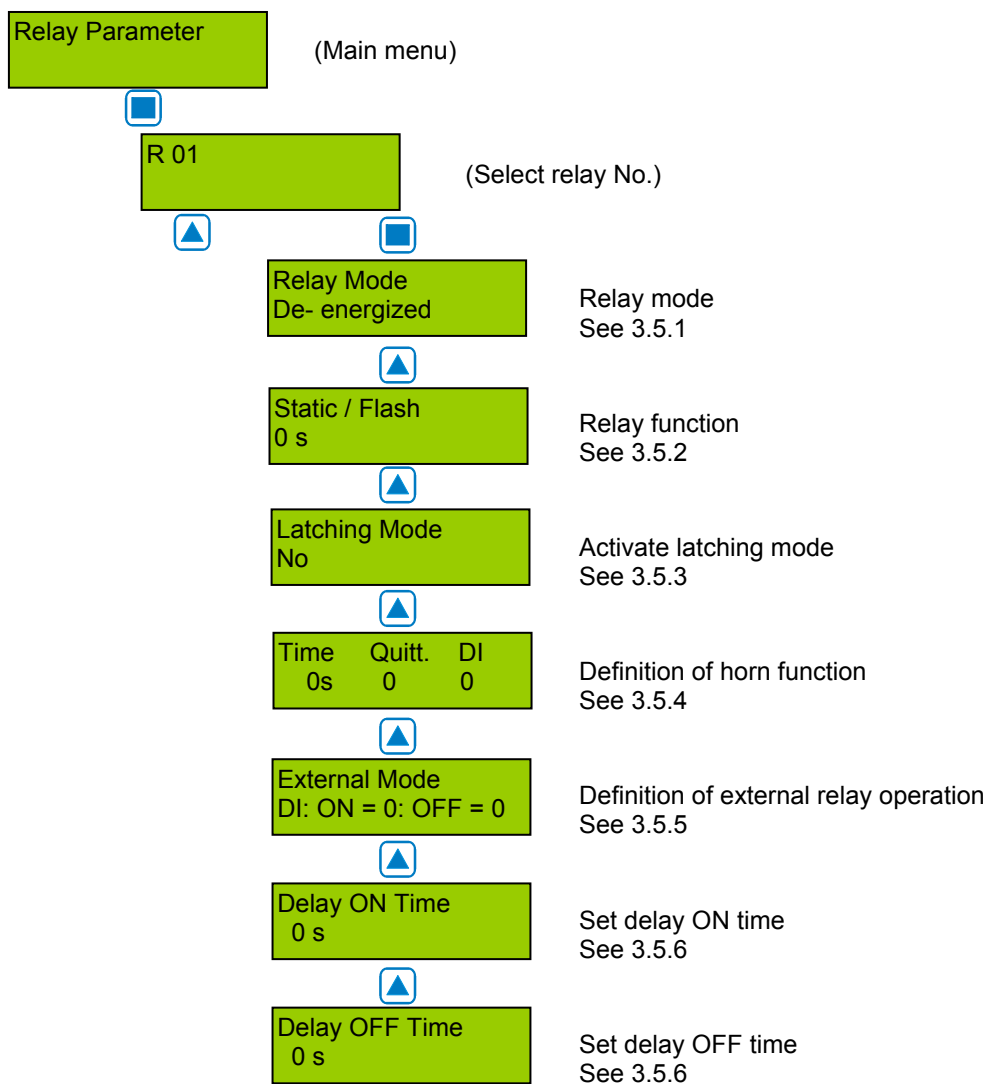 Relay Parameter
(Main menu)
R 01
(Select relay No.)
Relay Mode
De- energized
Relay mode
See 3.5.1
Static / Flash
0 s
Relay function
See 3.5.2
Latching Mode
No
Activate latching mode
See 3.5.3
Time Quitt. DI
0s 0 0
Definition of horn function
See 3.5.4
External Mode
DI: ON = 0: OFF = 0
Definition of external relay operation
See 3.5.5
Delay ON Time
0 s
Set delay ON time
See 3.5.6
Delay OFF Time
0 s
Set delay OFF time
See 3.5.6